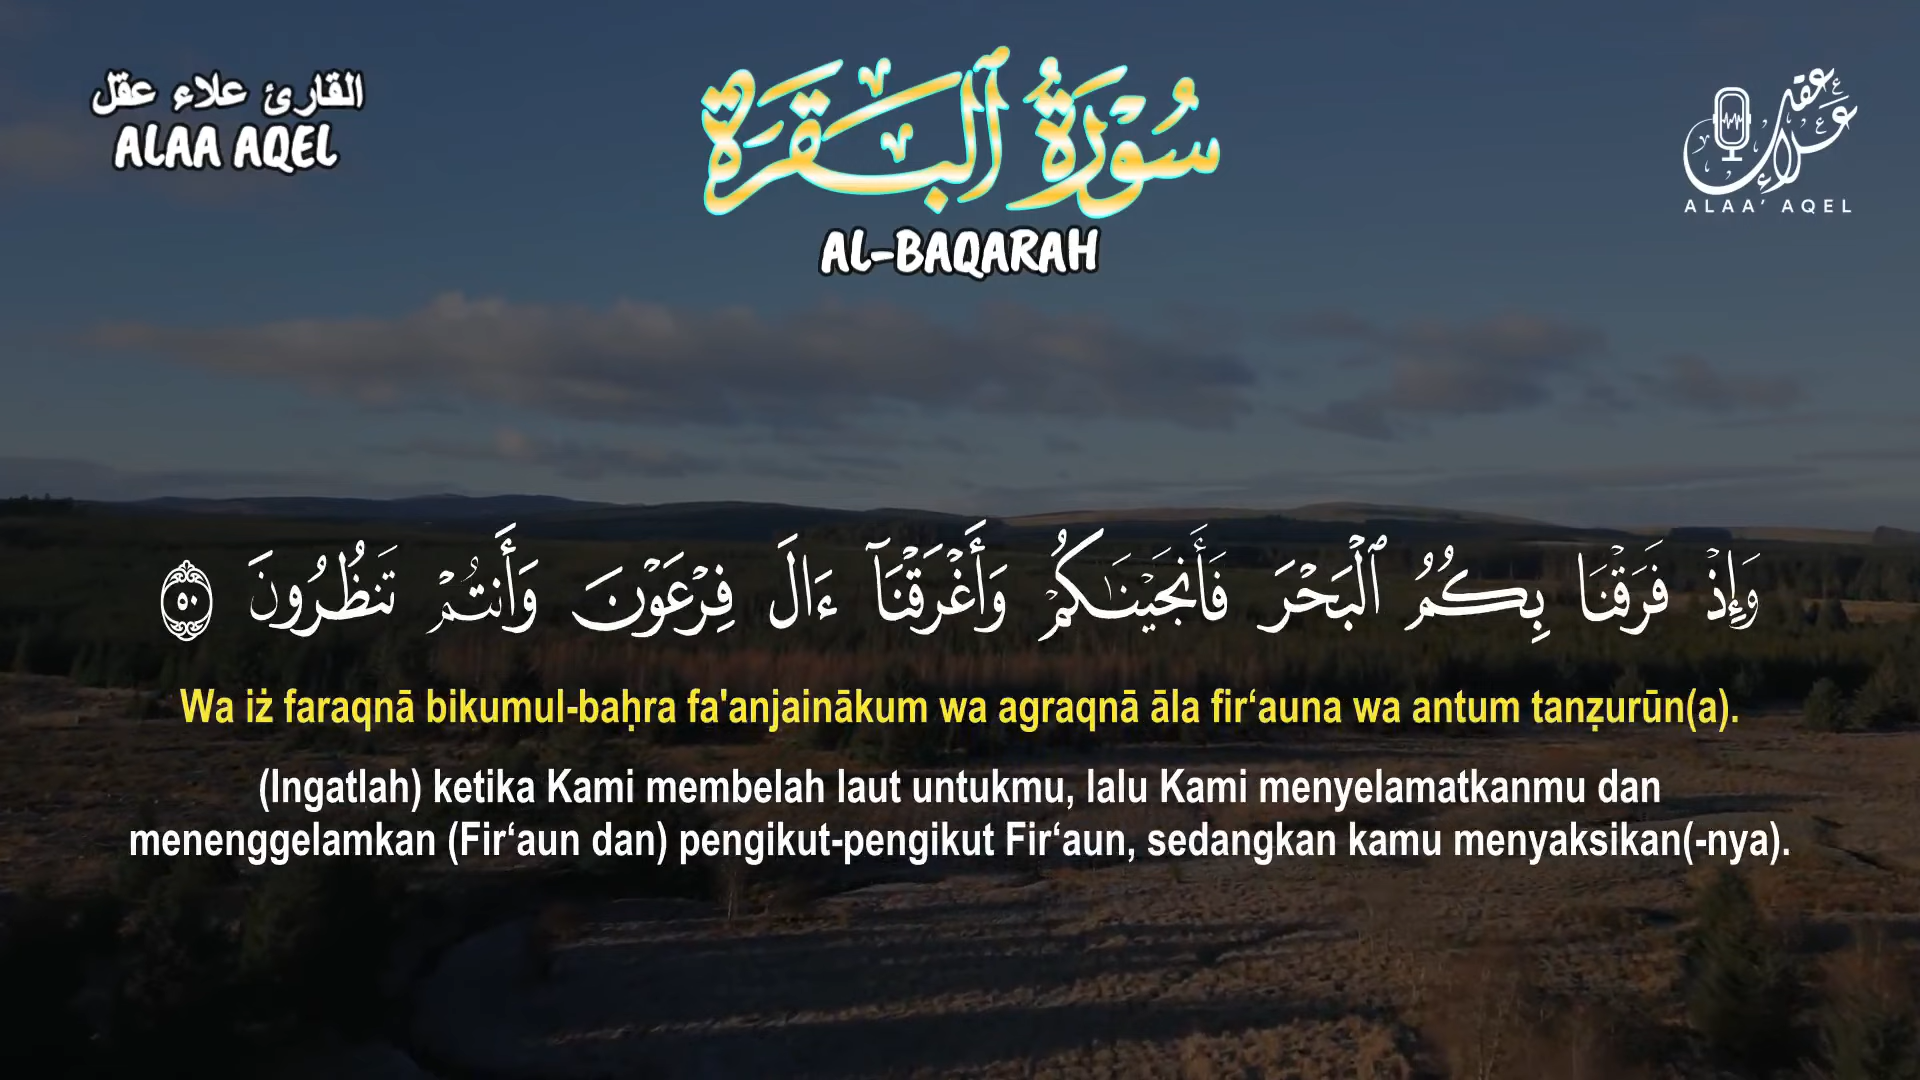 القارئ علاء عقل
ALAA AQEL
سُورَةُ ٱلْبَقَرَةِ
AL-BAQARAH
علاء عقل
ALAA’ AQEL
وَإِذْ فَرَقْنَا بِكُمُ ٱلْبَحْرَ فَأَنجَيْنَـٰكُمْ وَأَغْرَقْنَآ ءَالَ فِرْعَوْنَ وَأَنتُمْ تَنظُرُونَ ٥٠
Wa iż faraqnā bikumul-baḥra fa'anjainākum wa agraqnā āla fir‘auna wa antum tanẓurūn(a).
(Ingatlah) ketika Kami membelah laut untukmu, lalu Kami menyelamatkanmu dan
menenggelamkan (Fir‘aun dan) pengikut-pengikut Fir‘aun, sedangkan kamu menyaksikan(-nya).